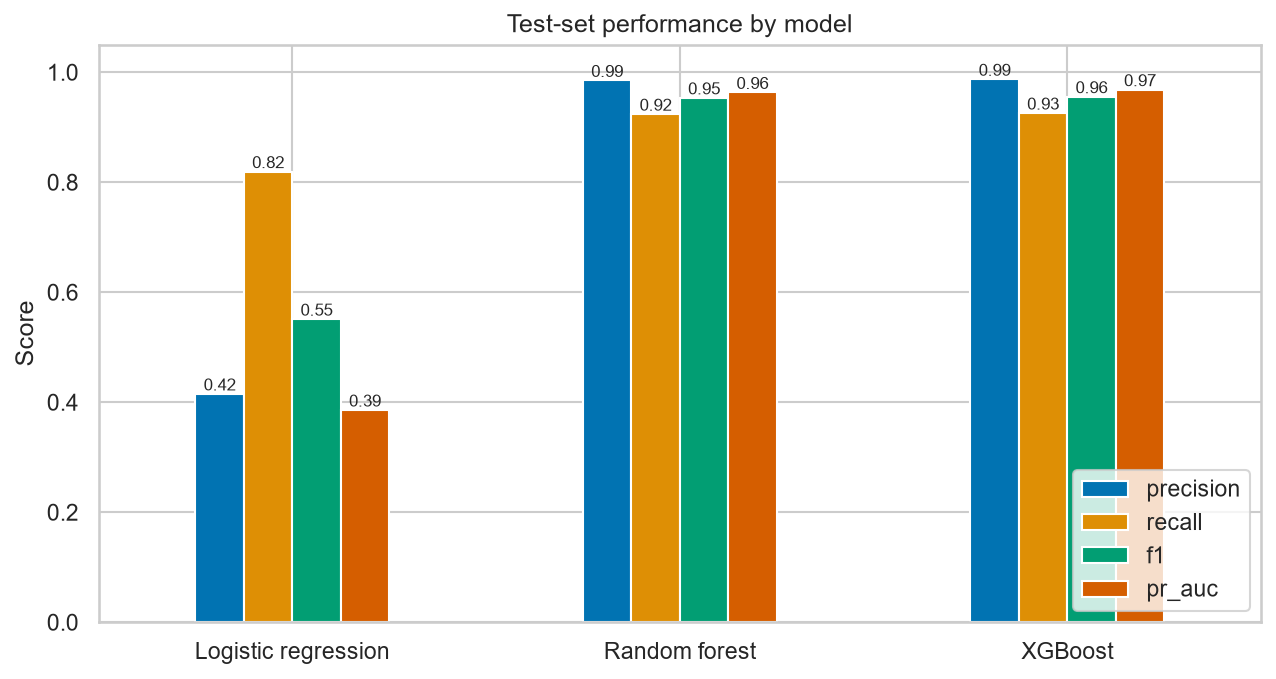 Test-set performance by model
Score
1.0
0.8
0.6
0.4
0.2
0.0
0.42
0.82
0.55
0.39
0.99
0.92
0.95
0.96
0.99
0.93
0.96
0.97
precision
recall
f1
pr_auc
Logistic regression
Random forest
XGBoost